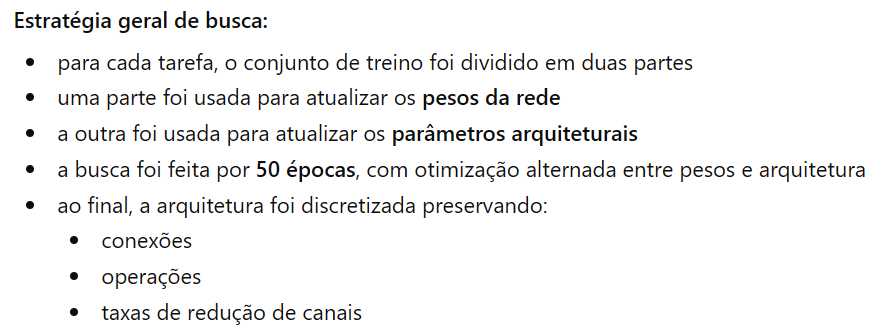 Estratégia geral de busca:
• para cada tarefa, o conjunto de treino foi dividido em duas partes
• uma parte foi usada para atualizar os pesos da rede
• a outra foi usada para atualizar os parâmetros arquiteturais
• a busca foi feita por 50 épocas, com otimização alternada entre pesos e arquitetura
• ao final, a arquitetura foi discretizada preservando:
• conexões
• operações
• taxas de redução de canais